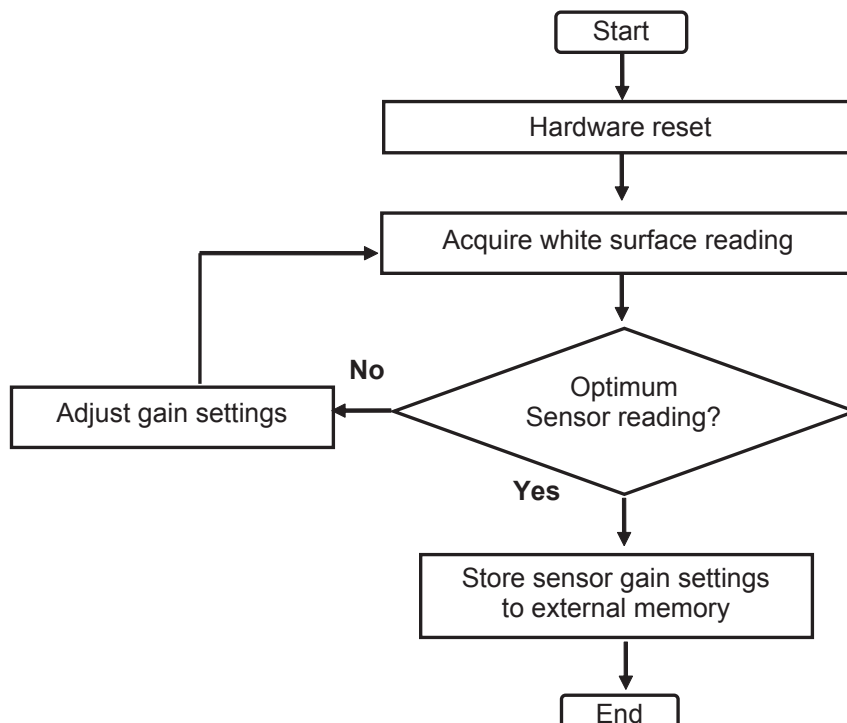 Start
Hardware reset
Acquire white surface reading
No
Adjust gain settings
Optimum
Sensor reading?
Yes
Store sensor gain settings
to external memory
End